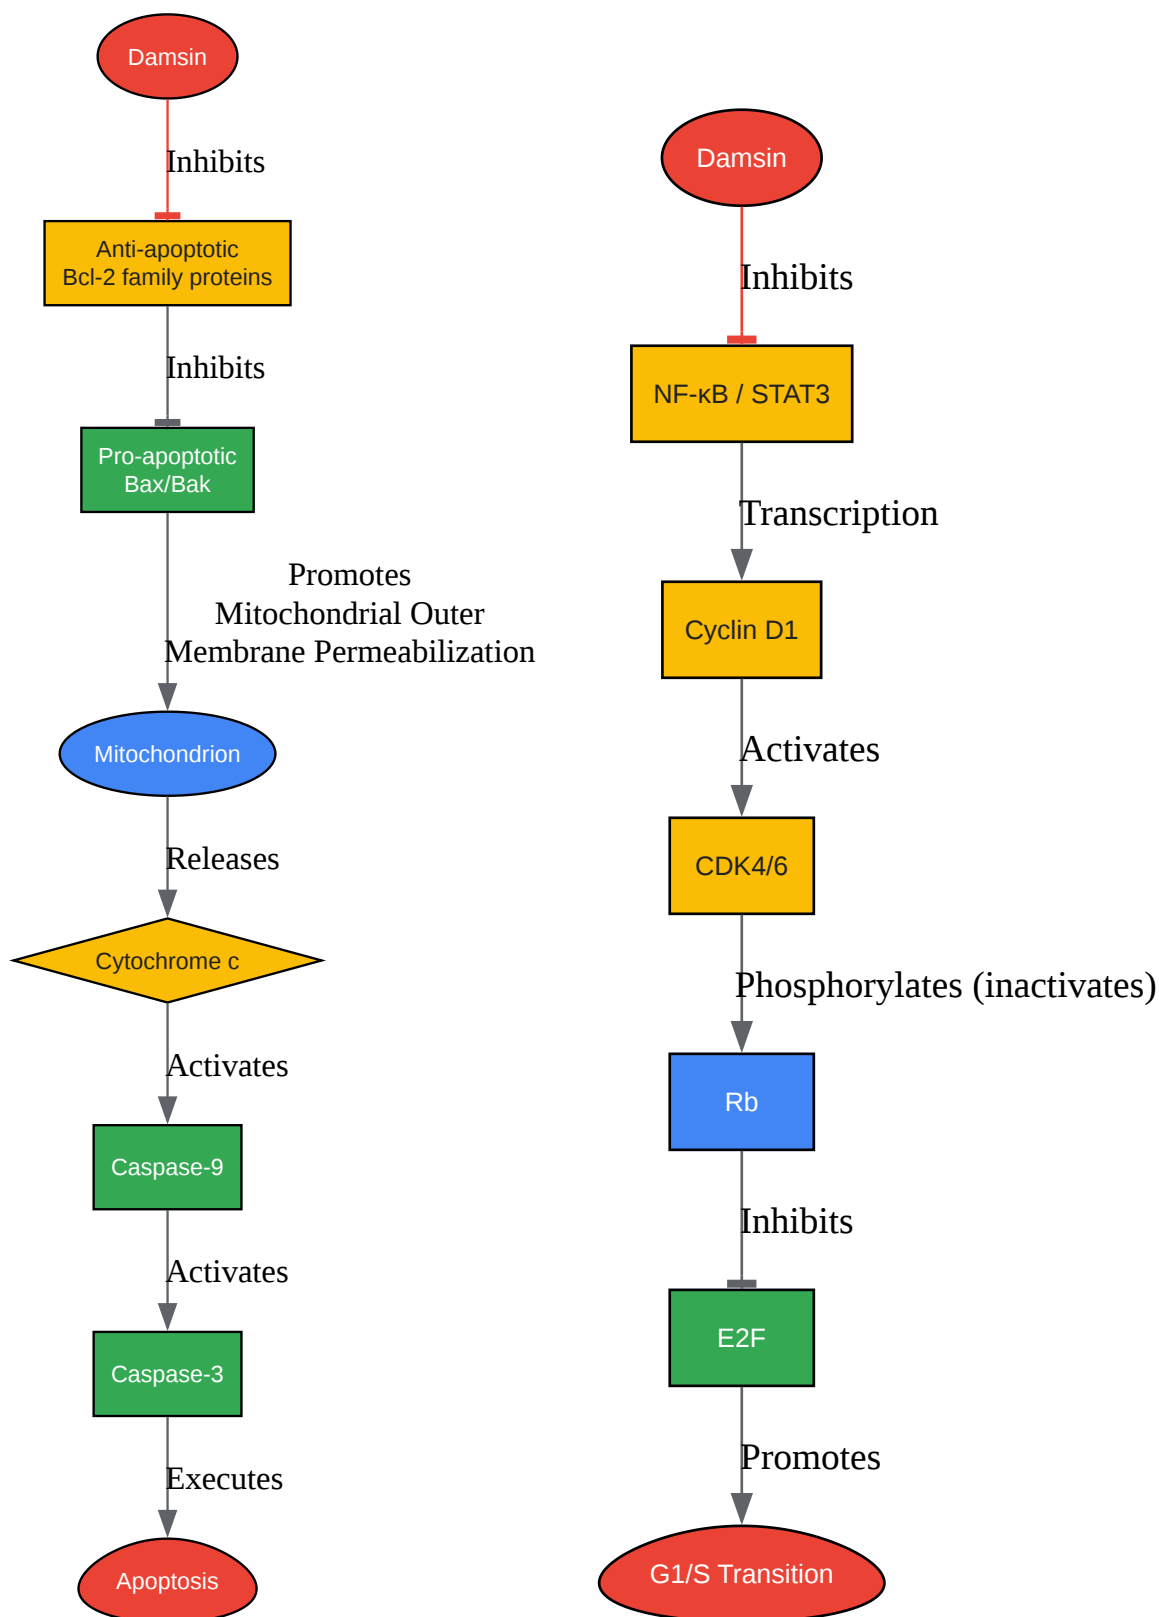 Damsin
Inhibits
Anti-apoptotic
Bcl-2 family proteins
Inhibits
Pro-apoptotic
Bax/Bak
Promotes
Mitochondrial Outer
Membrane Permeabilization
Mitochondrion
Releases
Cytochrome c
Activates
Caspase-9
Activates
Caspase-3
Executes
Apoptosis
Damsin
Inhibits
NF-κB / STAT3
Transcription
Cyclin D1
Activates
CDK4/6
Phosphorylates (inactivates)
Rb
Inhibits
E2F
Promotes
G1/S Transition